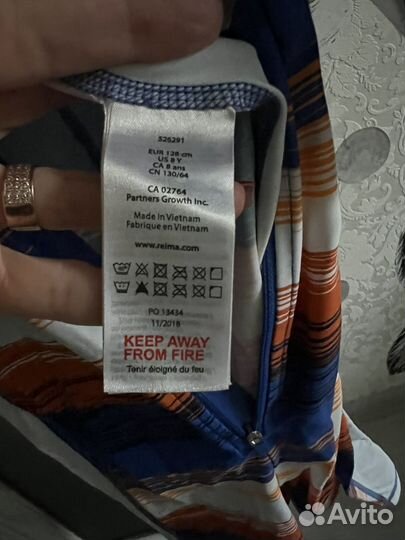 526291
EUR 128 cm
US 8 Y
CA 8 ans
CN 130/64
CA 02764
Partners Growth Inc.
Made in Vietnam
Fabrique en Vietnam
www.reima.com
PO 13434
11/2018
KEEP AWAY
FROM FIRE
Tenir éloigné du feu
Avito